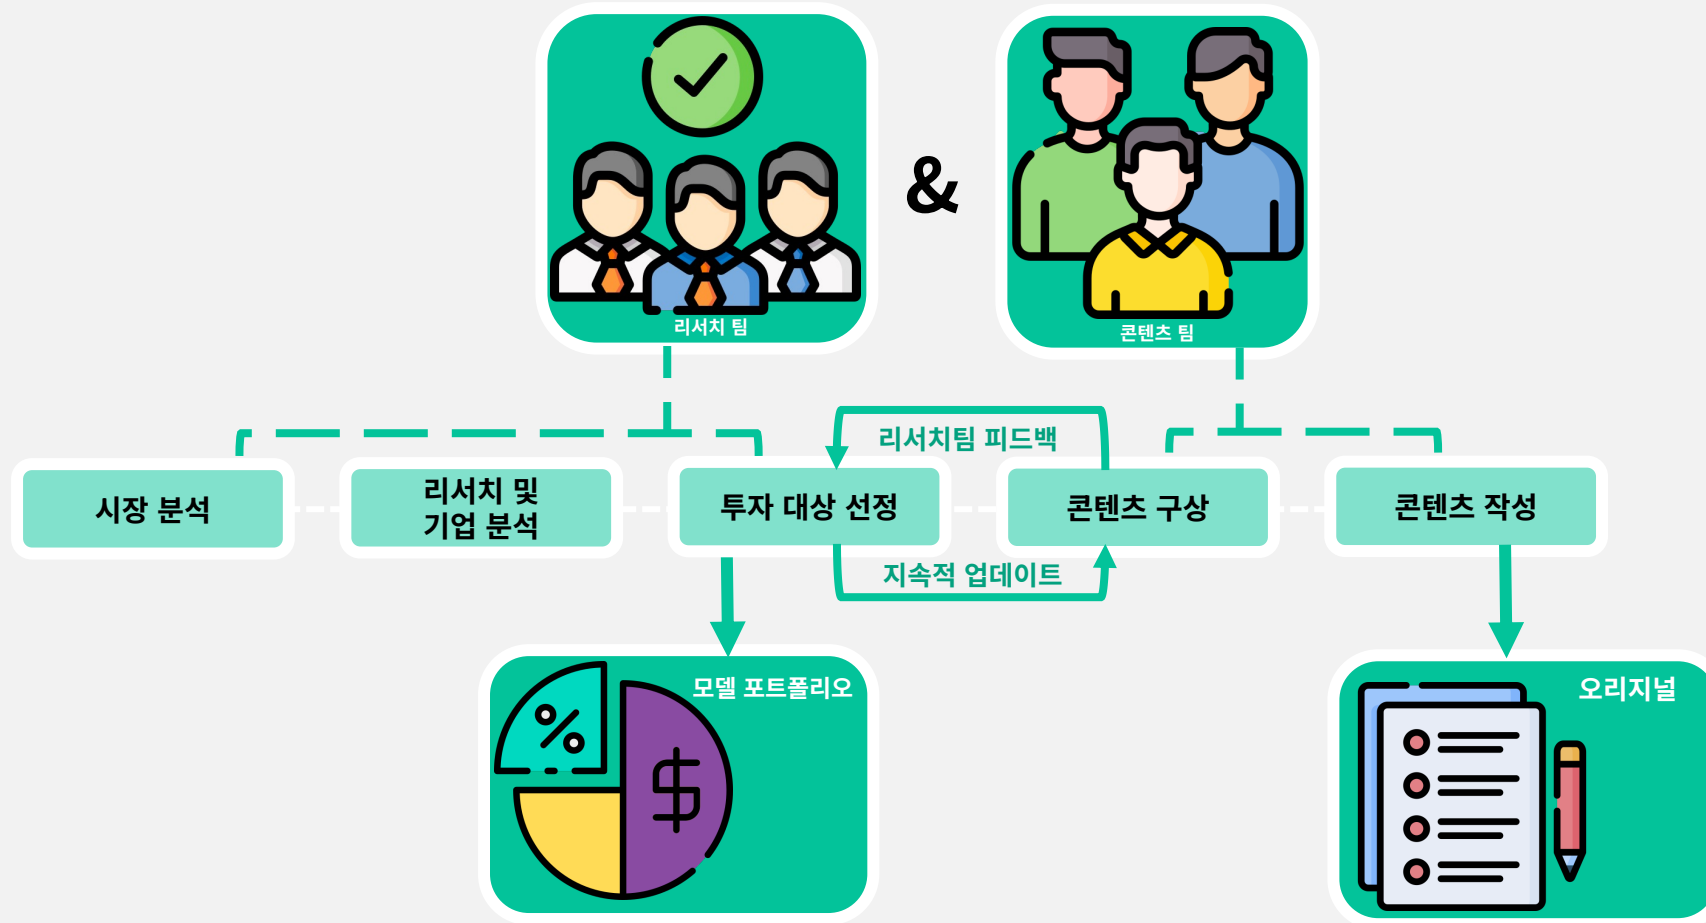 &
리서치 팀
콘텐츠 팀
리서치팀 피드백
시장 분석
리서치 및
기업 분석
투자 대상 선정
콘텐츠 구상
콘텐츠 작성
지속적 업데이트
모델 포트폴리오
%
$
오리지널